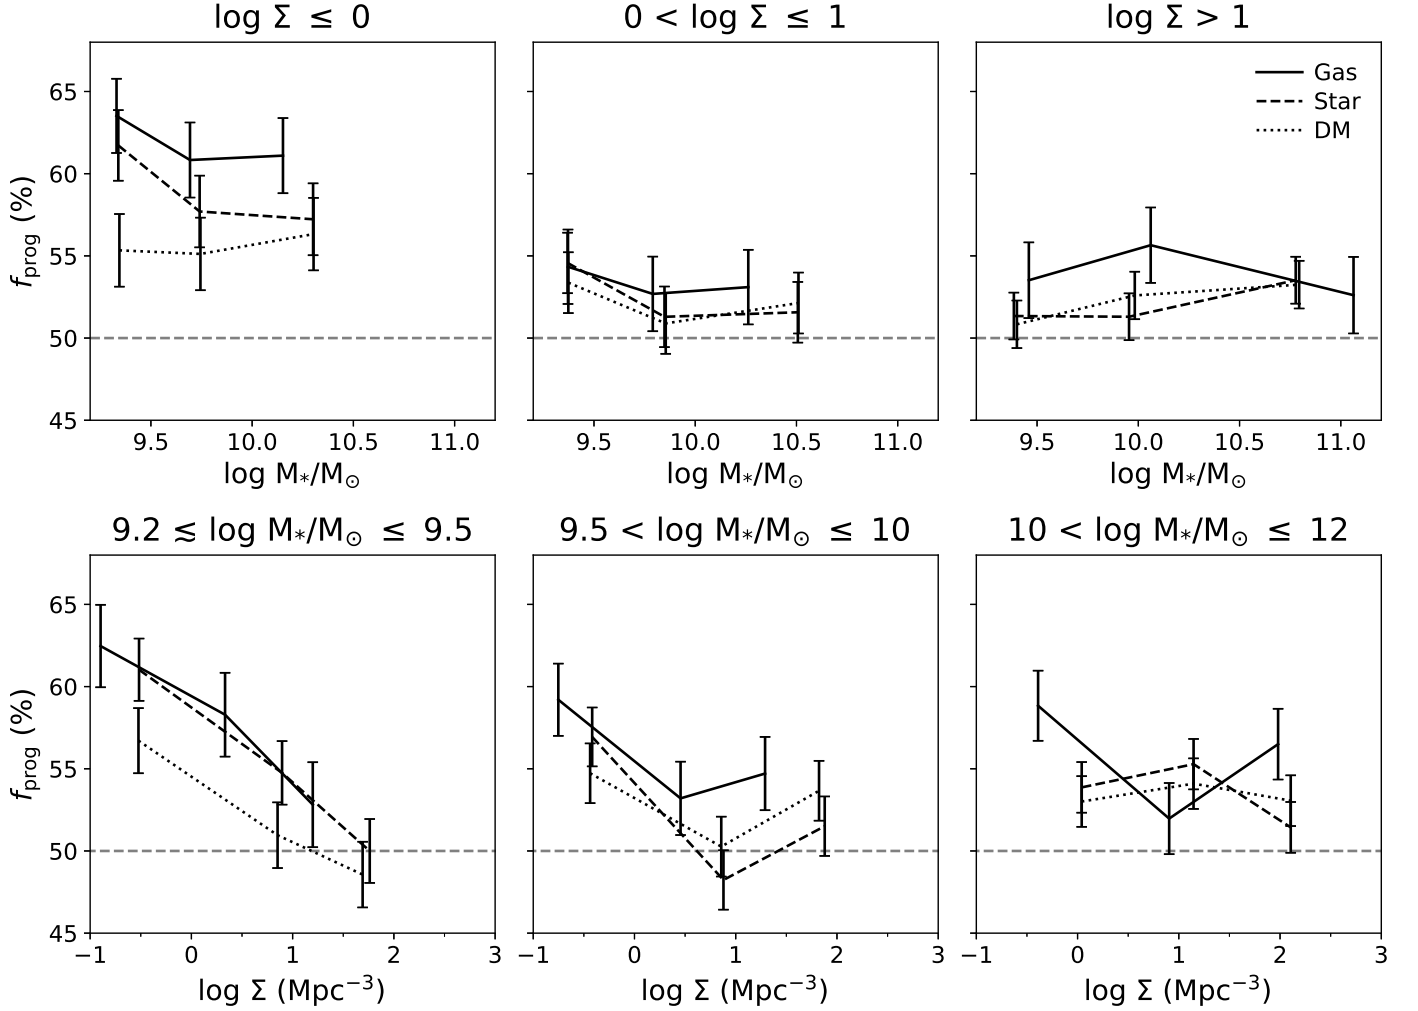 log Σ ≤ 0
0 < log Σ ≤ 1
log Σ > 1
65
60
55
50
45
f_prog (%)
Gas
Star
DM
9.5 10.0 10.5 11.0
9.5 10.0 10.5 11.0
9.5 10.0 10.5 11.0
log M*/M⊙
log M*/M⊙
log M*/M⊙
9.2 ≲ log M*/M⊙ ≤ 9.5
9.5 < log M*/M⊙ ≤ 10
10 < log M*/M⊙ ≤ 12
65
60
55
50
45
f_prog (%)
−1 0 1 2 3
−1 0 1 2 3
−1 0 1 2 3
log Σ (Mpc⁻³)
log Σ (Mpc⁻³)
log Σ (Mpc⁻³)